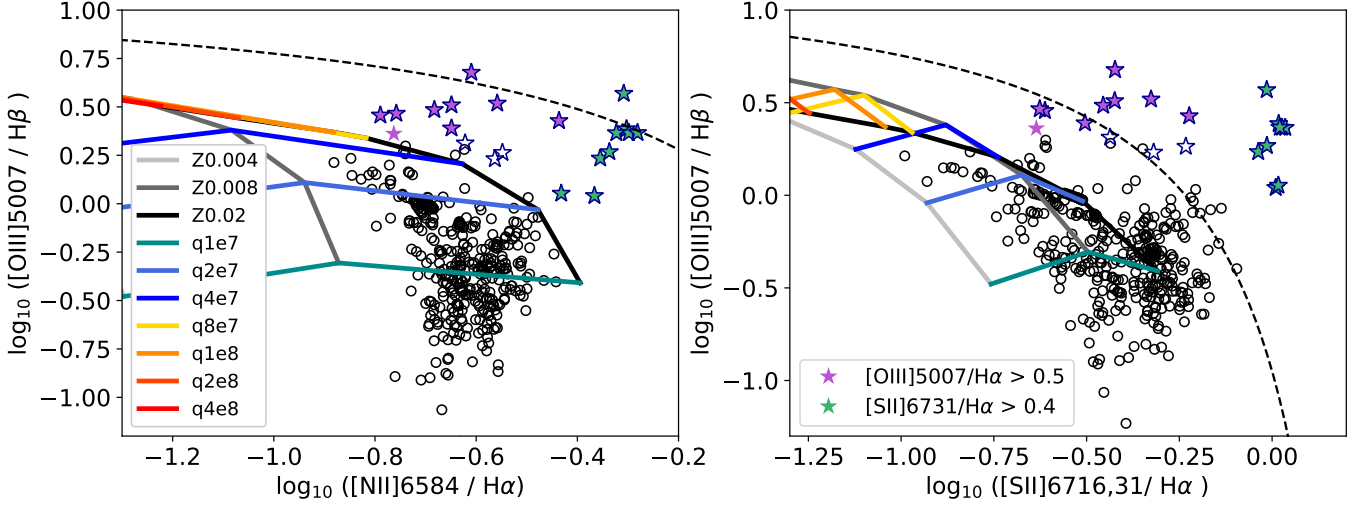 1.00
0.75
0.50
0.25
0.00
−0.25
−0.50
−0.75
−1.00
log₁₀ ([OIII]5007 / Hβ)
Z0.004
Z0.008
Z0.02
q1e7
q2e7
q4e7
q8e7
q1e8
q2e8
q4e8
−1.2 −1.0 −0.8 −0.6 −0.4 −0.2
log₁₀ ([NII]6584 / Hα)
1.0
0.5
0.0
−0.5
−1.0
log₁₀ ([OIII]5007 / Hβ)
[OIII]5007/Hα > 0.5
[SII]6731/Hα > 0.4
−1.25 −1.00 −0.75 −0.50 −0.25 0.00
log₁₀ ([SII]6716,31/ Hα )